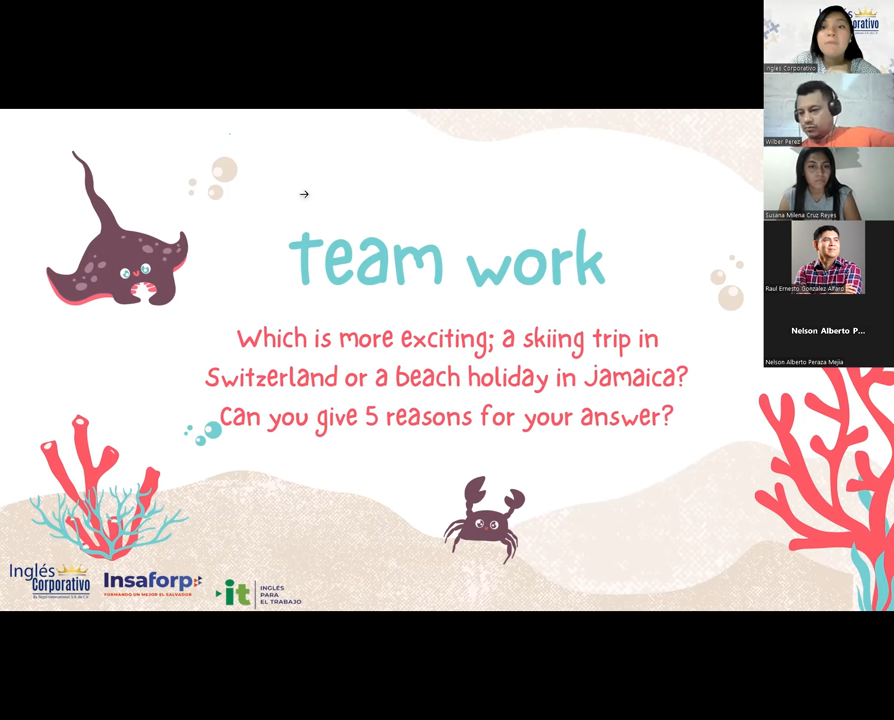 Inglés Corporativo
Wilber Perez
Susana Milena Cruz Reyes
Raul Ernesto Gonzalez Alfaro
Nelson Alberto P...
Nelson Alberto Peraza Mejia
team work
Which is more exciting; a skiing trip in
Switzerland or a beach holiday in Jamaica?
Can you give 5 reasons for your answer?
Inglés
Corporativo
Insaforp
FORMANDO UN MEJOR EL SALVADOR
it
INGLÉS
PARA
EL TRABAJO